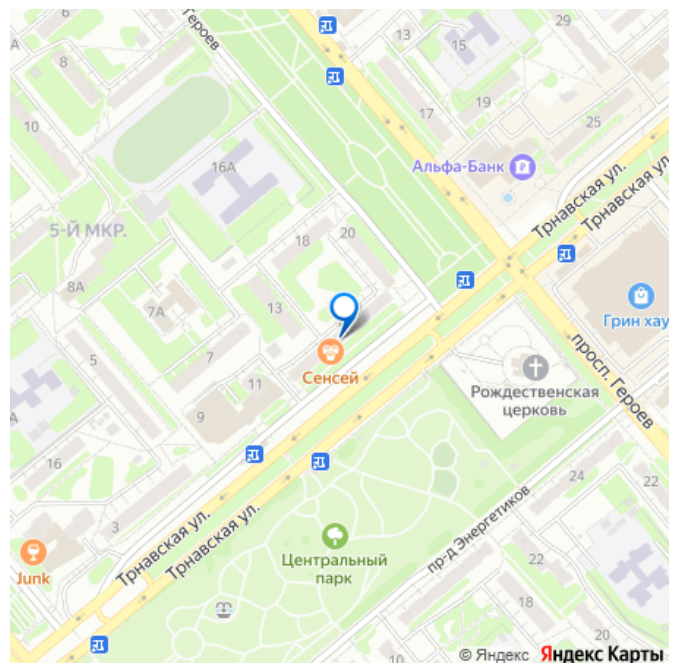 Героев
8
13
15
29
10
17
19
25
16А
Альфа-Банк
Трнавская ул.
Трнавская ул.
5-Й МКР.
18
20
8А
7А
13
Грин хау
5
7
Сенсей
11
просп. Героев
Рождественская
церковь
А
9
16
24
22
3
пр-д Энергетиков
Junk
Трнавская ул.
Трнавская ул.
Центральный
парк
22
18
20
10
© Яндекс Яндекс Карты